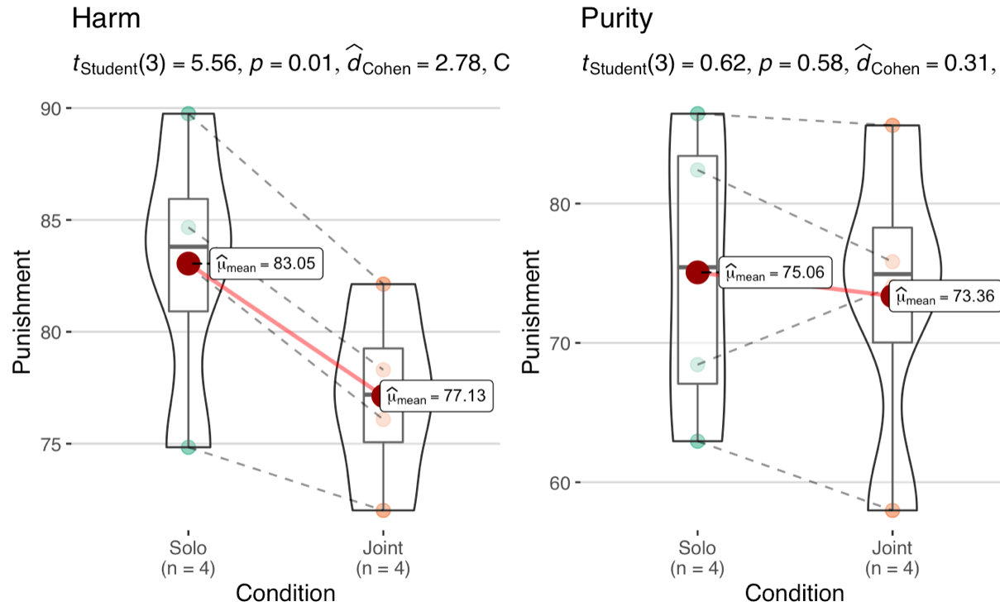 Harm
t̂Student(3) = 5.56, p = 0.01, d̂Cohen = 2.78, C
90
85
80
75
Punishment
μ̂mean = 83.05
μ̂mean = 77.13
Solo
(n = 4)
Joint
(n = 4)
Condition
Purity
tStudent(3) = 0.62, p = 0.58, d̂Cohen = 0.31,
80
70
60
Punishment
μ̂mean = 75.06
μ̂mean = 73.36
Solo
(n = 4)
Joint
(n = 4)
Condition